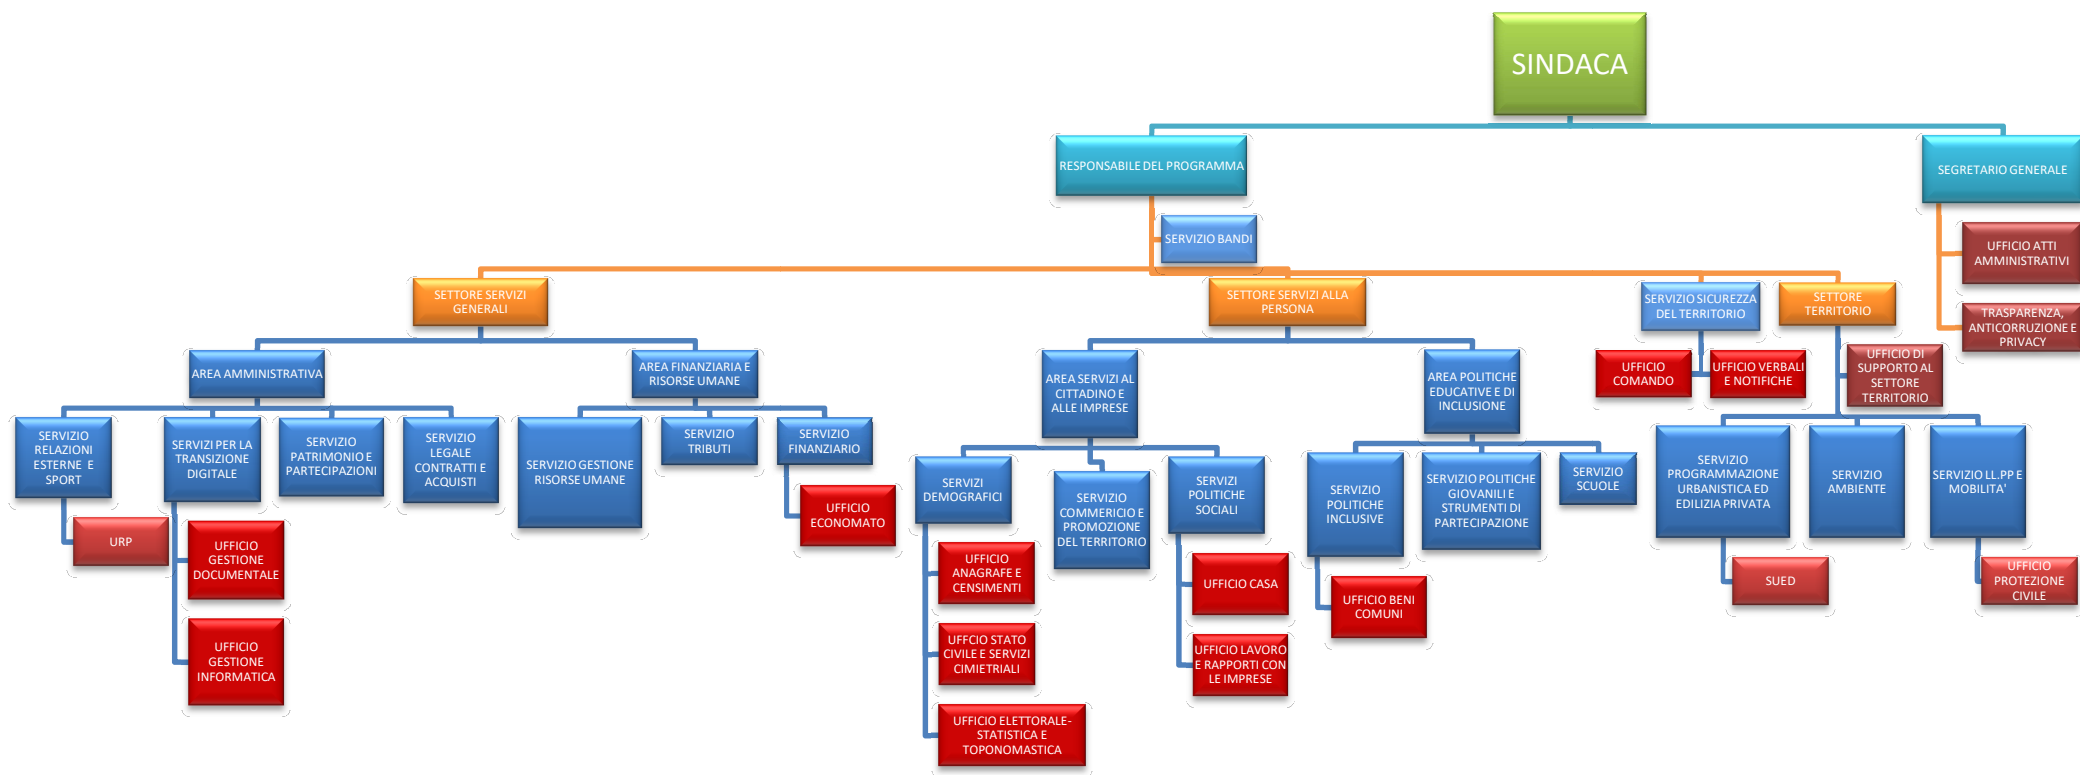 SINDACA
RESPONSABILE DEL PROGRAMMA
SEGRETARIO GENERALE
SERVIZIO BANDI
UFFICIO ATTI
AMMINISTRATIVI
TRASPARENZA,
ANTICORRUZIONE E
PRIVACY
SETTORE SERVIZI
GENERALI
SETTORE SERVIZI ALLA
PERSONA
SERVIZIO SICUREZZA
DEL TERRITORIO
SETTORE
TERRITORIO
AREA AMMINISTRATIVA
AREA FINANZIARIA E
RISORSE UMANE
AREA SERVIZI AL
CITTADINO E
ALLE IMPRESE
AREA POLITICHE
EDUCATIVE E DI
INCLUSIONE
UFFICIO
COMANDO
UFFICIO VERBALI
E NOTIFICHE
UFFICIO DI
SUPPORTO AL
SETTORE
TERRITORIO
SERVIZIO
RELAZIONI
ESTERNE E
SPORT
SERVIZI PER LA
TRANSIZIONE
DIGITALE
SERVIZIO
PATRIMONIO E
PARTECIPAZIONI
SERVIZIO
LEGALE
CONTRATTI E
ACQUISTI
SERVIZIO GESTIONE
RISORSE UMANE
SERVIZIO
TRIBUTI
SERVIZIO
FINANZIARIO
SERVIZI
DEMOGRAFICI
SERVIZIO
COMMERICIO E
PROMOZIONE
DEL TERRITORIO
SERVIZI
POLITICHE
SOCIALI
SERVIZIO
POLITICHE
INCLUSIVE
SERVIZIO POLITICHE
GIOVANILI E
STRUMENTI DI
PARTECIPAZIONE
SERVIZIO
SCUOLE
SERVIZIO
PROGRAMMAZIONE
URBANISTICA ED
EDILIZIA PRIVATA
SERVIZIO
AMBIENTE
SERVIZIO LL.PP E
MOBILITA'
URP
UFFICIO
GESTIONE
DOCUMENTALE
UFFICIO
GESTIONE
INFORMATICA
UFFICIO
ECONOMATO
UFFICIO
ANAGRAFE E
CENSIMENTI
UFFCIO STATO
CIVILE E SERVIZI
CIMIETRIALI
UFFICIO ELETTORALE-
STATISTICA E
TOPONOMASTICA
UFFICIO CASA
UFFICIO LAVORO
E RAPPORTI CON
LE IMPRESE
UFFICIO BENI
COMUNI
SUED
UFFICIO
PROTEZIONE
CIVILE